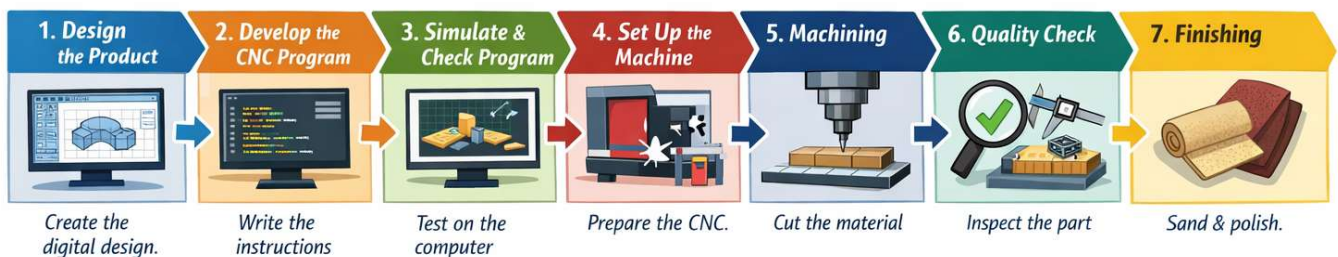 1. Design
the Product
2. Develop the
CNC Program
3. Simulate &
Check Program
4. Set Up the
Machine
5. Machining
6. Quality Check
7. Finishing
Create the
digital design.
Write the
instructions
Test on the
computer
Prepare the CNC.
Cut the material
Inspect the part
Sand & polish.